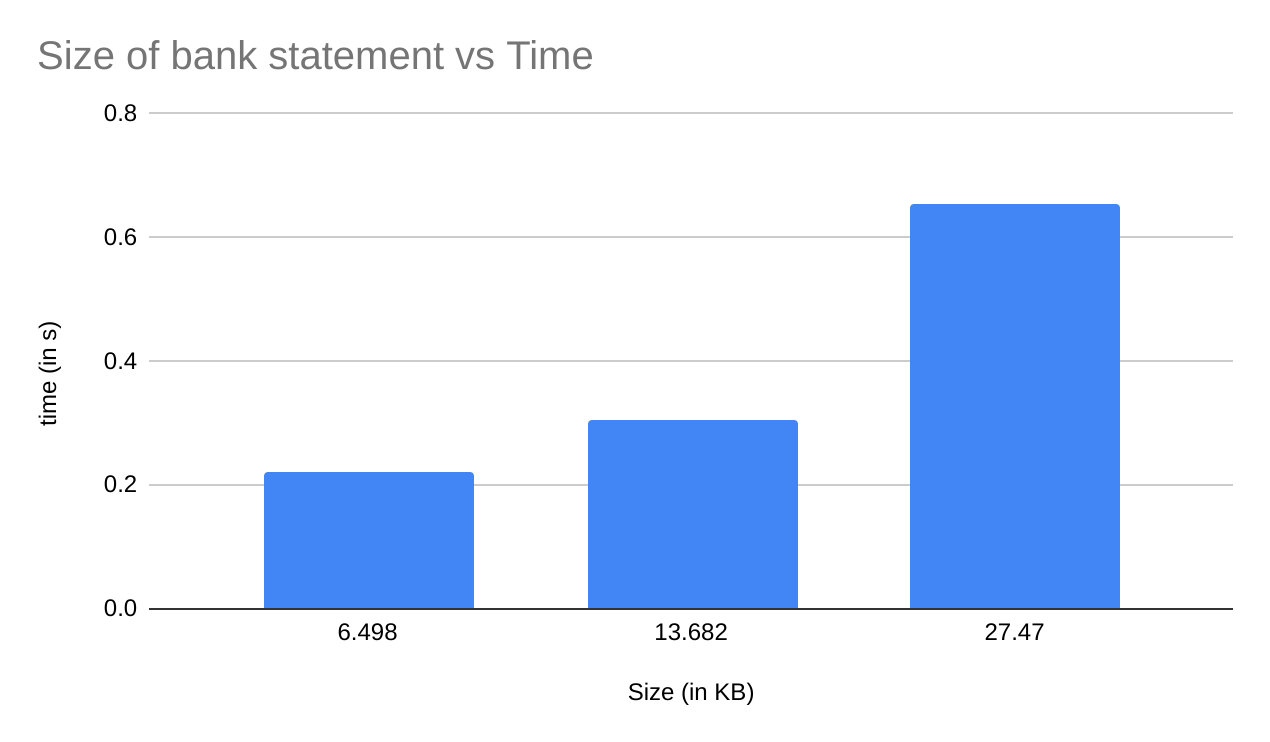 Size of bank statement vs Time
0.8
0.6
0.4
0.2
0.0
time (in s)
6.498 13.682 27.47
Size (in KB)